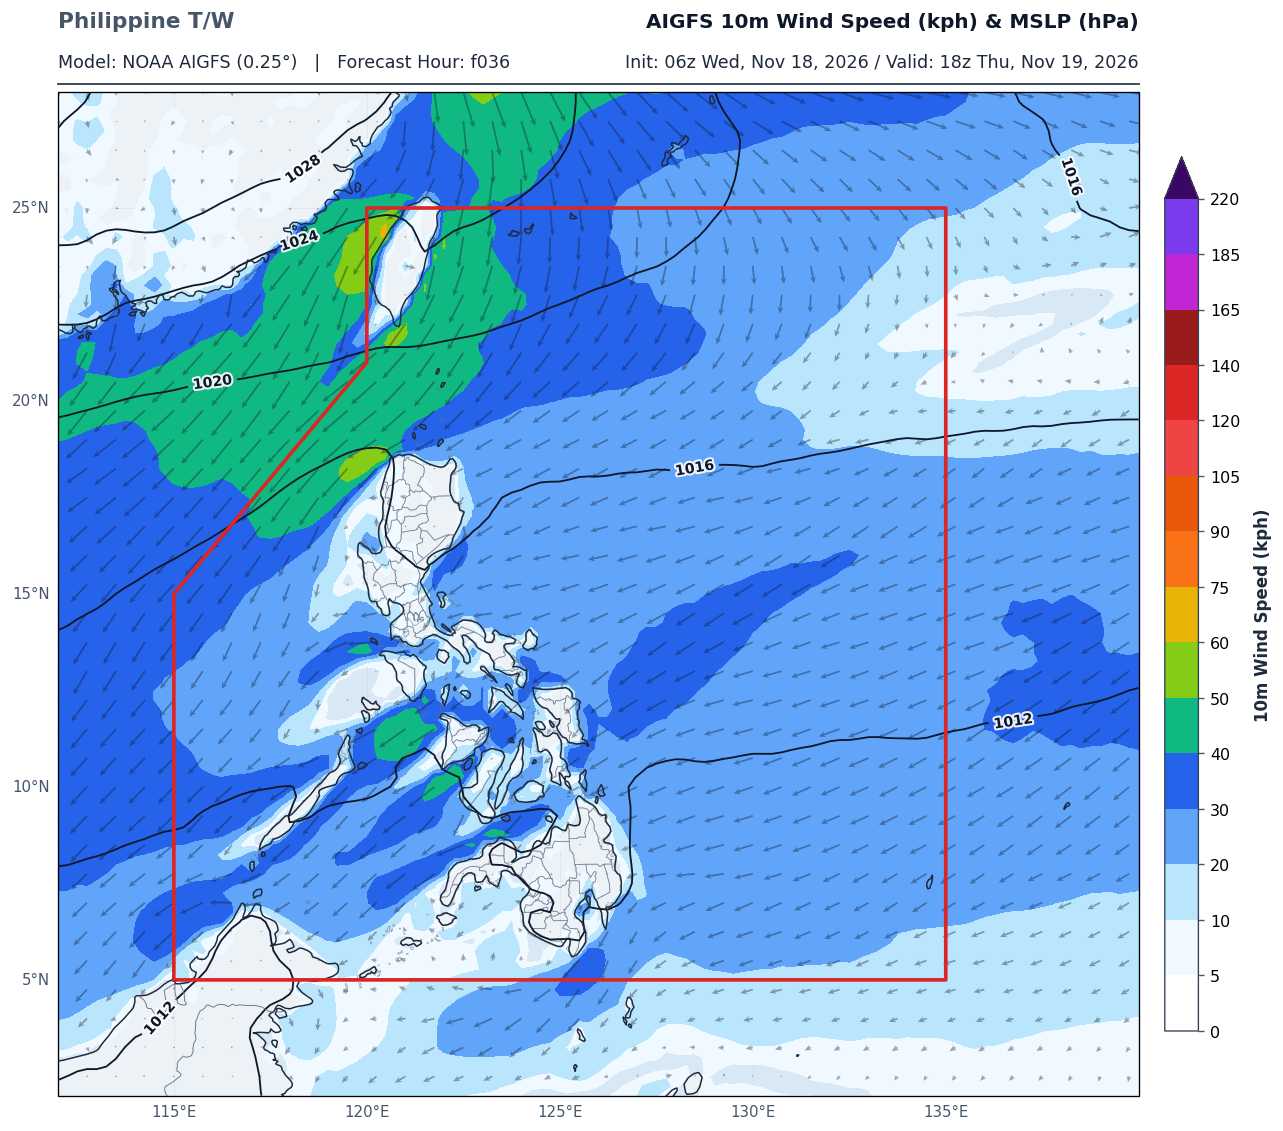 Philippine T/W
AIGFS 10m Wind Speed (kph) & MSLP (hPa)
Model: NOAA AIGFS (0.25°) | Forecast Hour: f036
Init: 06z Wed, Nov 18, 2026 / Valid: 18z Thu, Nov 19, 2026
1028
1016
1024
1020
1016
1012
1012
25°N
20°N
15°N
10°N
5°N
115°E
120°E
125°E
130°E
135°E
220
185
165
140
120
105
90
75
60
50
40
30
20
10
5
0
10m Wind Speed (kph)